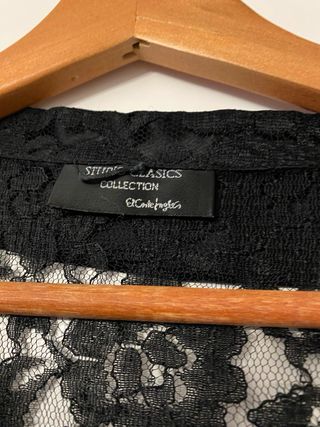 STUDIO CLASICS
COLLECTION
El Corte Inglés